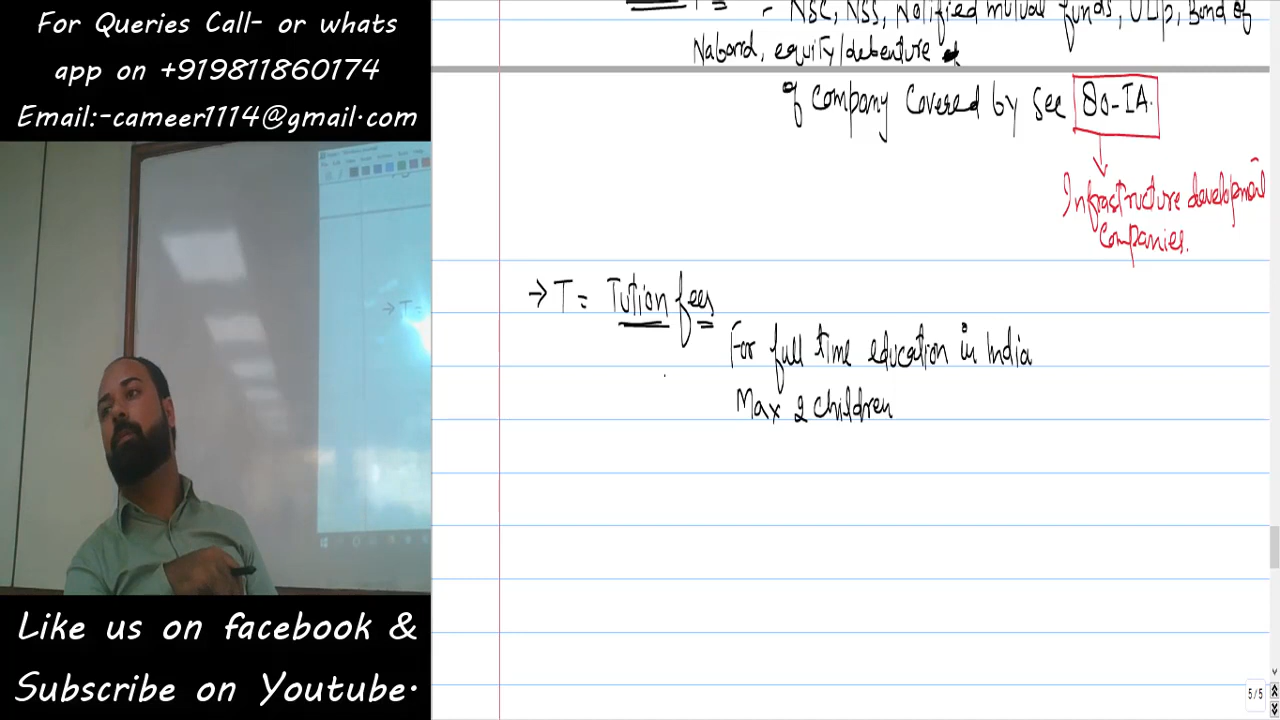 For Queries Call- or whats
app on +919811860174
Email:-cameer1114@gmail.com
Like us on facebook &
Subscribe on Youtube.
NSC, NSS, Notified mutual funds, ULIP, Bond of
Nabard, equity/debenture
of company covered by Sec 80-IA.
Infrastructure development
Companies.
→ T = Tution fees
For full time education in India
Max 2 children
5/5